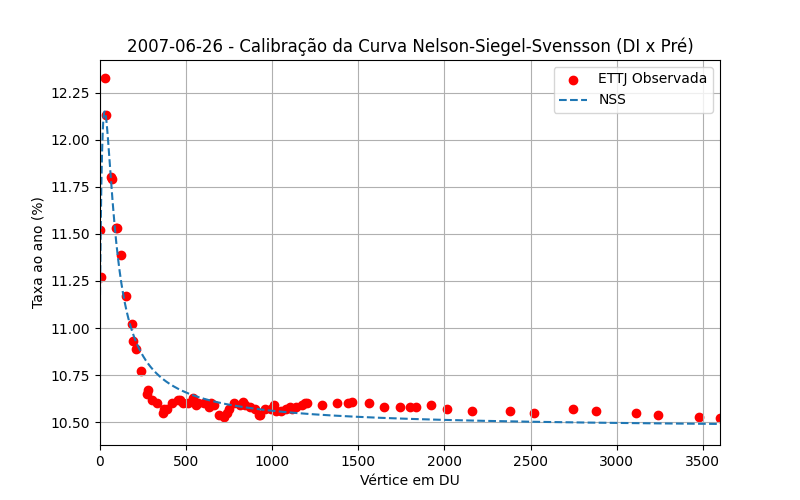 2007-06-26 - Calibração da Curva Nelson-Siegel-Svensson (DI x Pré)
ETTJ Observada
NSS
Taxa ao ano (%)
12.25
12.00
11.75
11.50
11.25
11.00
10.75
10.50
0 500 1000 1500 2000 2500 3000 3500
Vértice em DU